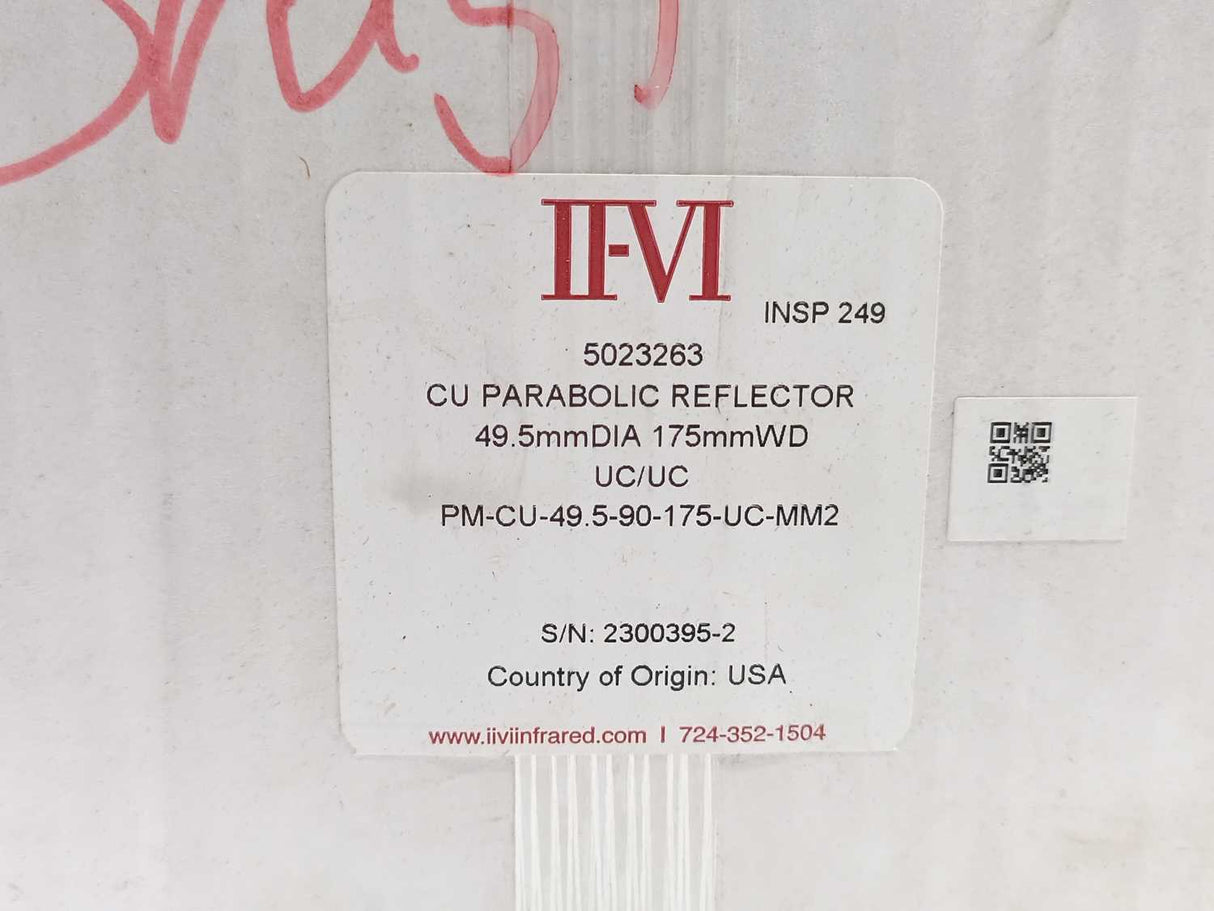 II-VI
INSP 249
5023263
CU PARABOLIC REFLECTOR
49.5mmDIA 175mmWD
UC/UC
PM-CU-49.5-90-175-UC-MM2
S/N: 2300395-2
Country of Origin: USA
www.iiviinfrared.com I 724-352-1504